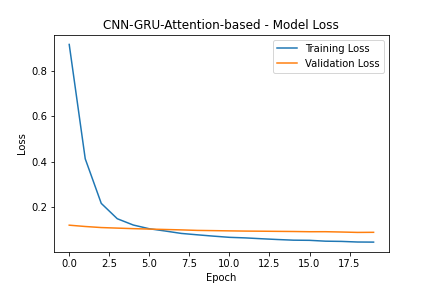 CNN-GRU-Attention-based - Model Loss
Training Loss
Validation Loss
0.8
0.6
0.4
0.2
Loss
0.0 2.5 5.0 7.5 10.0 12.5 15.0 17.5
Epoch